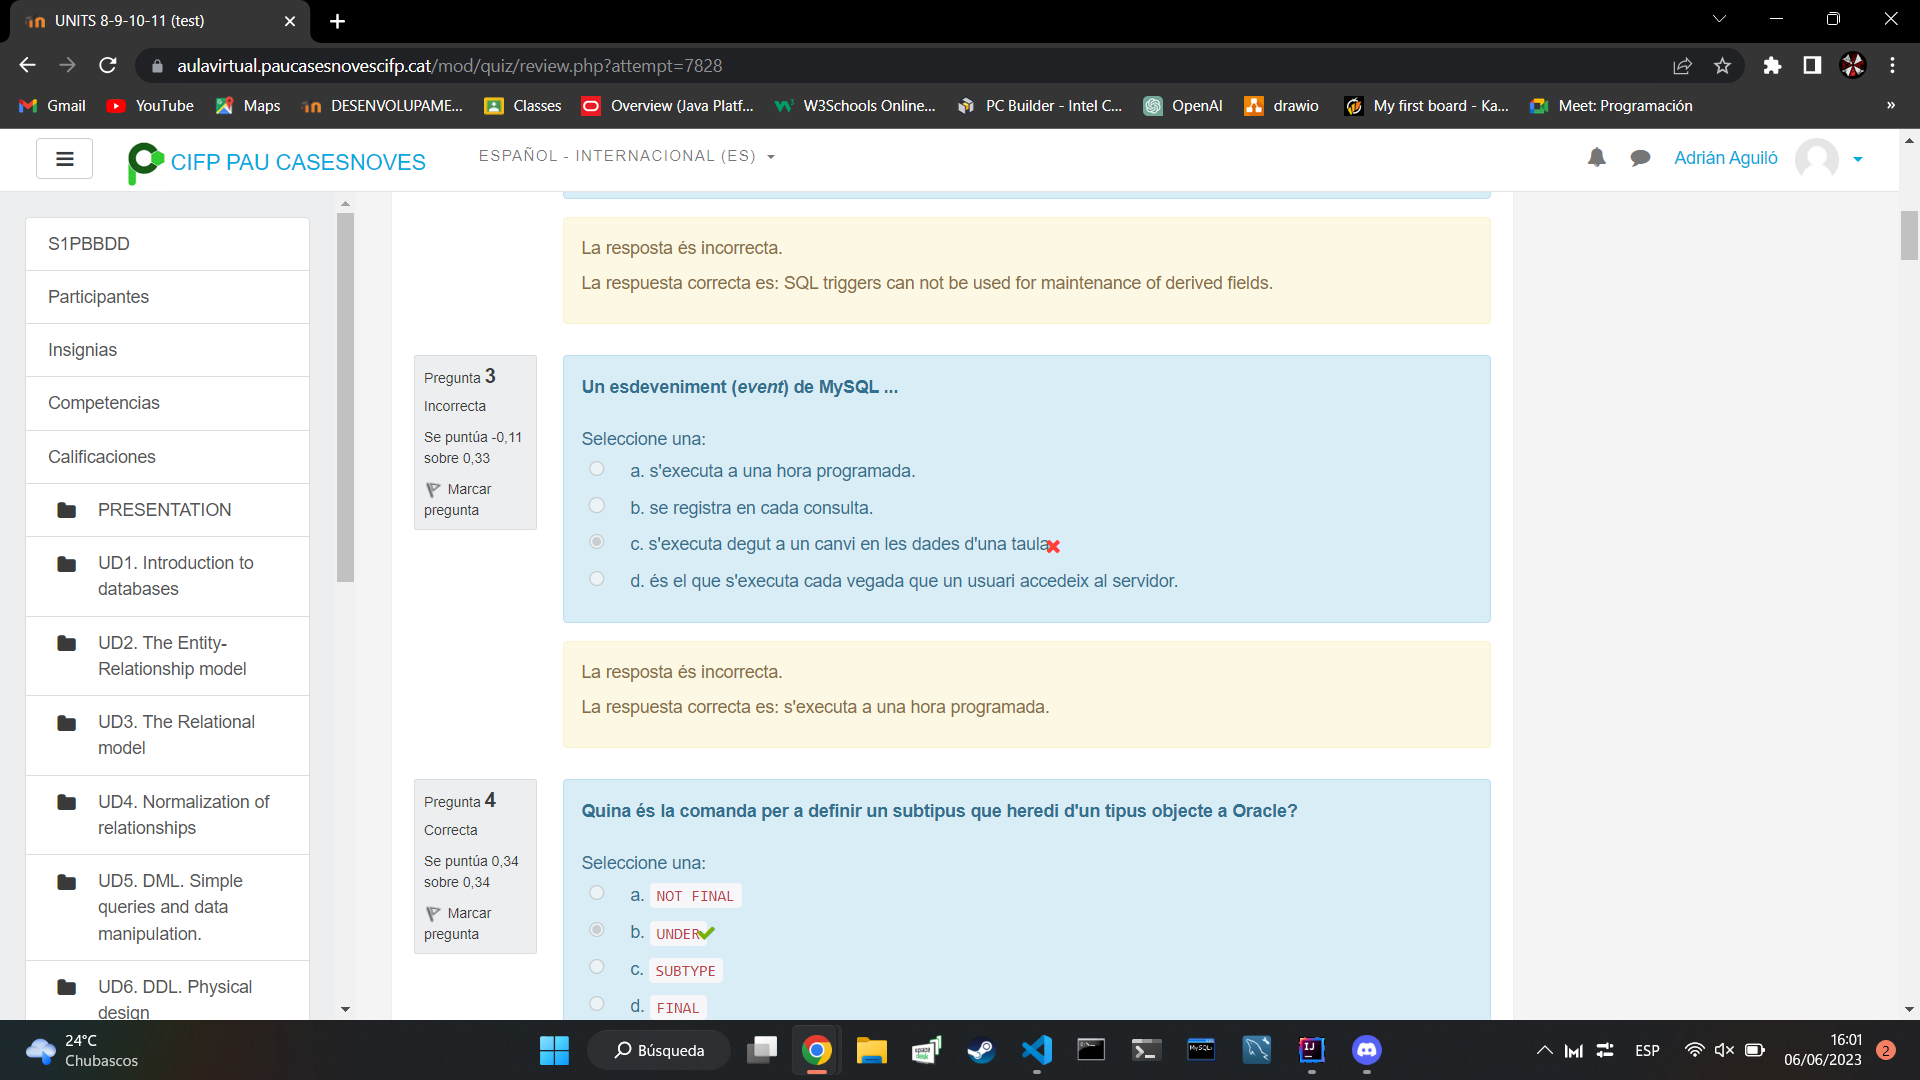 UNITS 8-9-10-11 (test)
aulavirtual.paucasesnovescifp.cat/mod/quiz/review.php?attempt=7828
Gmail
YouTube
Maps
DESENVOLUPAME...
Classes
Overview (Java Platf...
W3Schools Online...
PC Builder - Intel C...
OpenAI
drawio
My first board - Ka...
Meet: Programación
»
CIFP PAU CASESNOVES
ESPAÑOL - INTERNACIONAL (ES)
Adrián Aguiló
S1PBBDD
Participantes
Insignias
Competencias
Calificaciones
PRESENTATION
UD1. Introduction to
databases
UD2. The Entity-
Relationship model
UD3. The Relational
model
UD4. Normalization of
relationships
UD5. DML. Simple
queries and data
manipulation.
UD6. DDL. Physical
design
La resposta és incorrecta.
La respuesta correcta es: SQL triggers can not be used for maintenance of derived fields.
Pregunta 3
Incorrecta
Se puntúa -0,11
sobre 0,33
Marcar
pregunta
Un esdeveniment (event) de MySQL ...
Seleccione una:
a. s'executa a una hora programada.
b. se registra en cada consulta.
c. s'executa degut a un canvi en les dades d'una taula
d. és el que s'executa cada vegada que un usuari accedeix al servidor.
La resposta és incorrecta.
La respuesta correcta es: s'executa a una hora programada.
Pregunta 4
Correcta
Se puntúa 0,34
sobre 0,34
Marcar
pregunta
Quina és la comanda per a definir un subtipus que heredi d'un tipus objecte a Oracle?
Seleccione una:
a. NOT FINAL
b. UNDER
c. SUBTYPE
d. FINAL
24°C
Chubascos
Búsqueda
ESP
16:01
06/06/2023
2